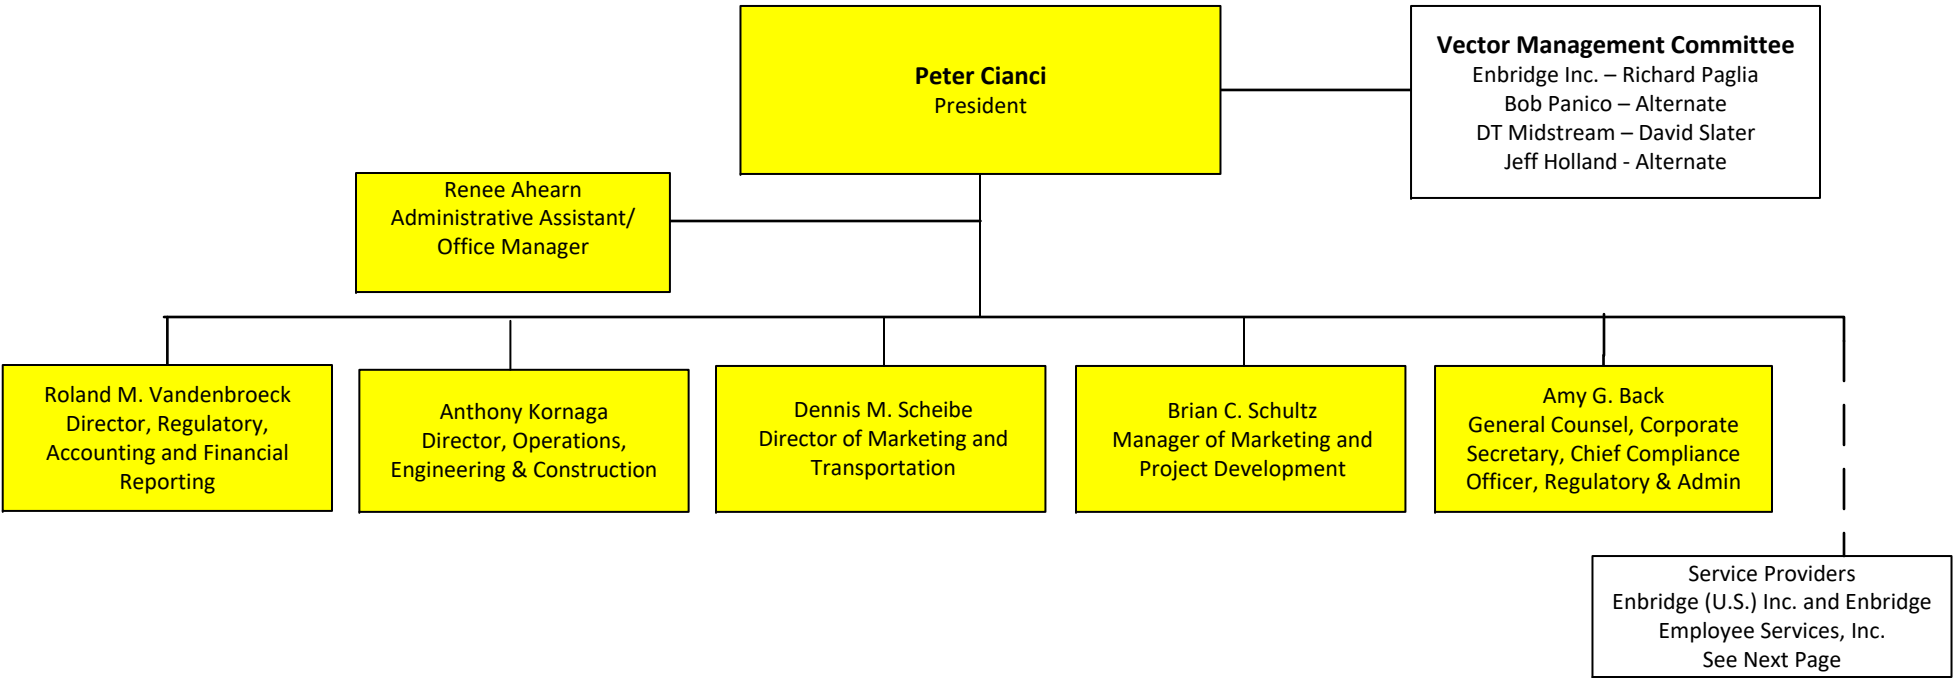 Peter Cianci
President
Vector Management Committee
Enbridge Inc. – Richard Paglia
Bob Panico – Alternate
DT Midstream – David Slater
Jeff Holland - Alternate
Renee Ahearn
Administrative Assistant/
Office Manager
Roland M. Vandenbroeck
Director, Regulatory,
Accounting and Financial
Reporting
Anthony Kornaga
Director, Operations,
Engineering & Construction
Dennis M. Scheibe
Director of Marketing and
Transportation
Brian C. Schultz
Manager of Marketing and
Project Development
Amy G. Back
General Counsel, Corporate
Secretary, Chief Compliance
Officer, Regulatory & Admin
Service Providers
Enbridge (U.S.) Inc. and Enbridge
Employee Services, Inc.
See Next Page